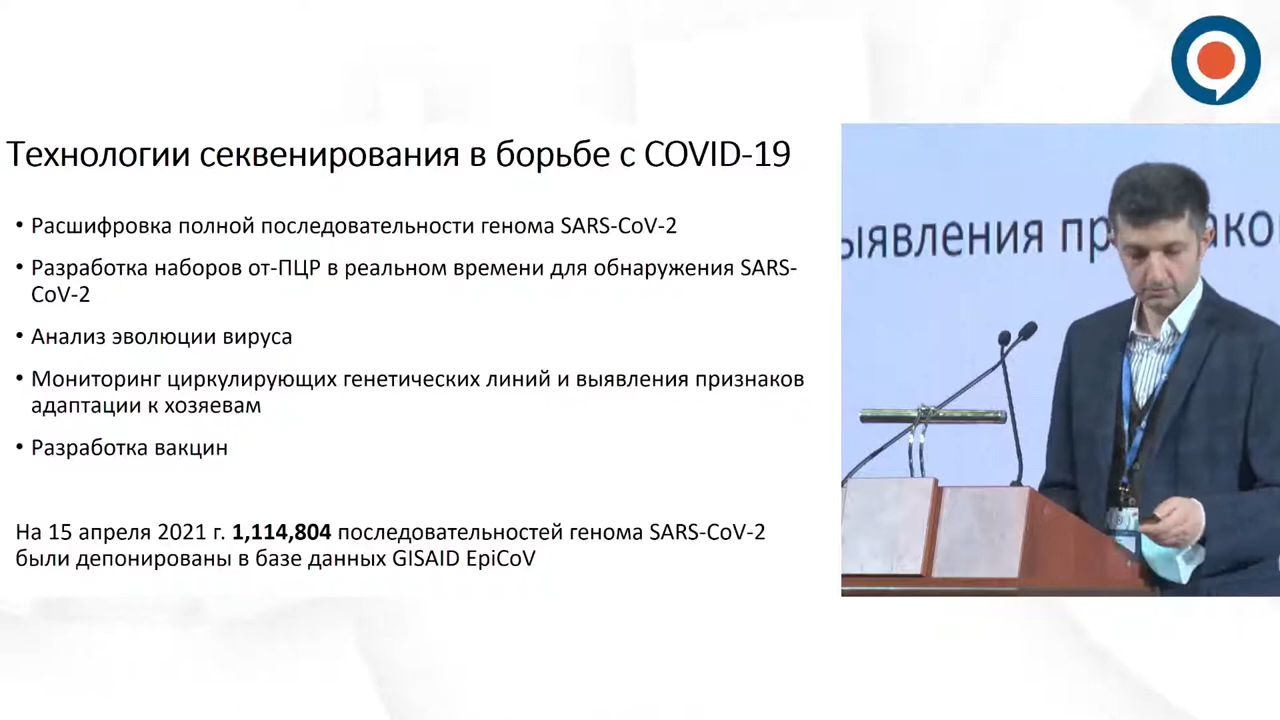 Технологии секвенирования в борьбе с COVID-19
• Расшифровка полной последовательности генома SARS-CoV-2
• Разработка наборов от-ПЦР в реальном времени для обнаружения SARS-
CoV-2
• Анализ эволюции вируса
• Мониторинг циркулирующих генетических линий и выявления признаков
адаптации к хозяевам
• Разработка вакцин
На 15 апреля 2021 г. 1,114,804 последовательностей генома SARS-CoV-2
были депонированы в базе данных GISAID EpiCoV